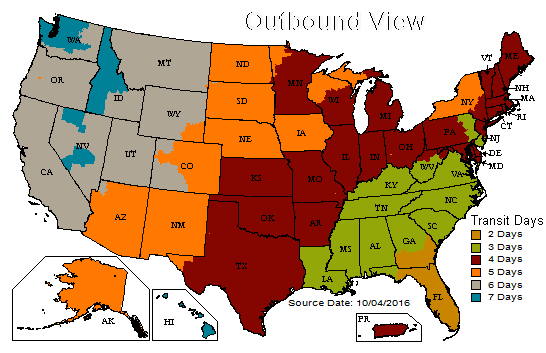 Outbound View
WA
OR
CA
NV
ID
MT
WY
UT
CO
AZ
NM
ND
SD
NE
KS
OK
TX
MN
IA
MO
AR
LA
WI
IL
IN
MI
OH
KY
TN
MS
AL
GA
FL
SC
NC
VA
WV
PA
NY
VT
ME
NH
MA
RI
CT
NJ
DE
MD
AK
HI
PR
Transit Days
2 Days
3 Days
4 Days
5 Days
6 Days
7 Days
Source Date: 10/04/2016